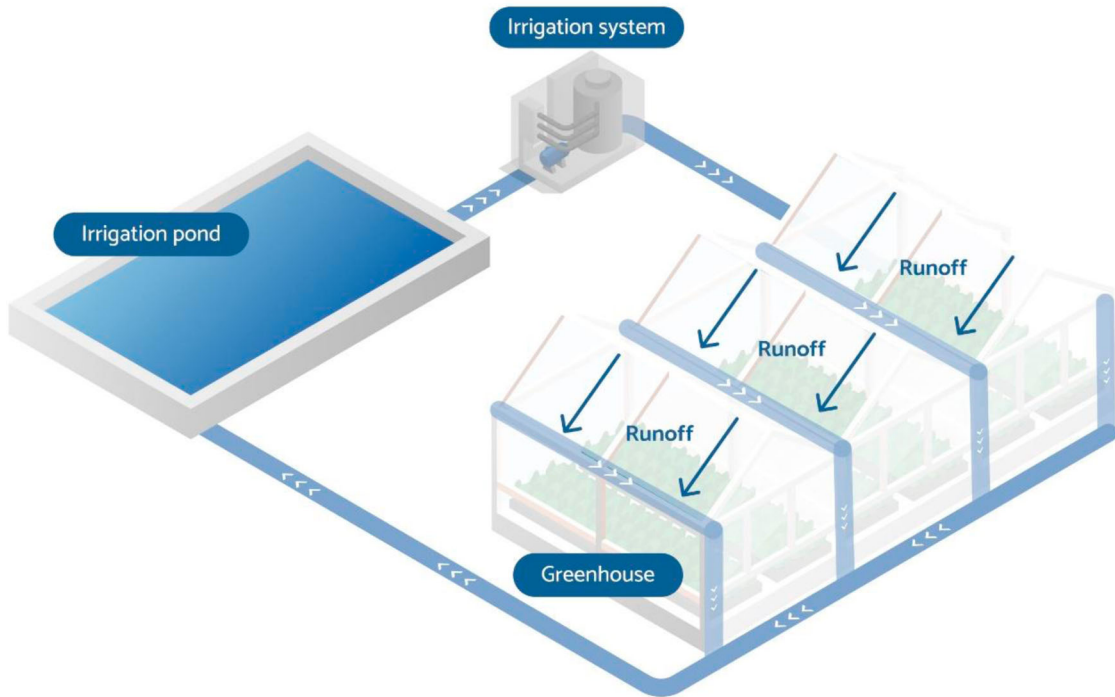 Irrigation system
Irrigation pond
Runoff
Runoff
Runoff
Greenhouse